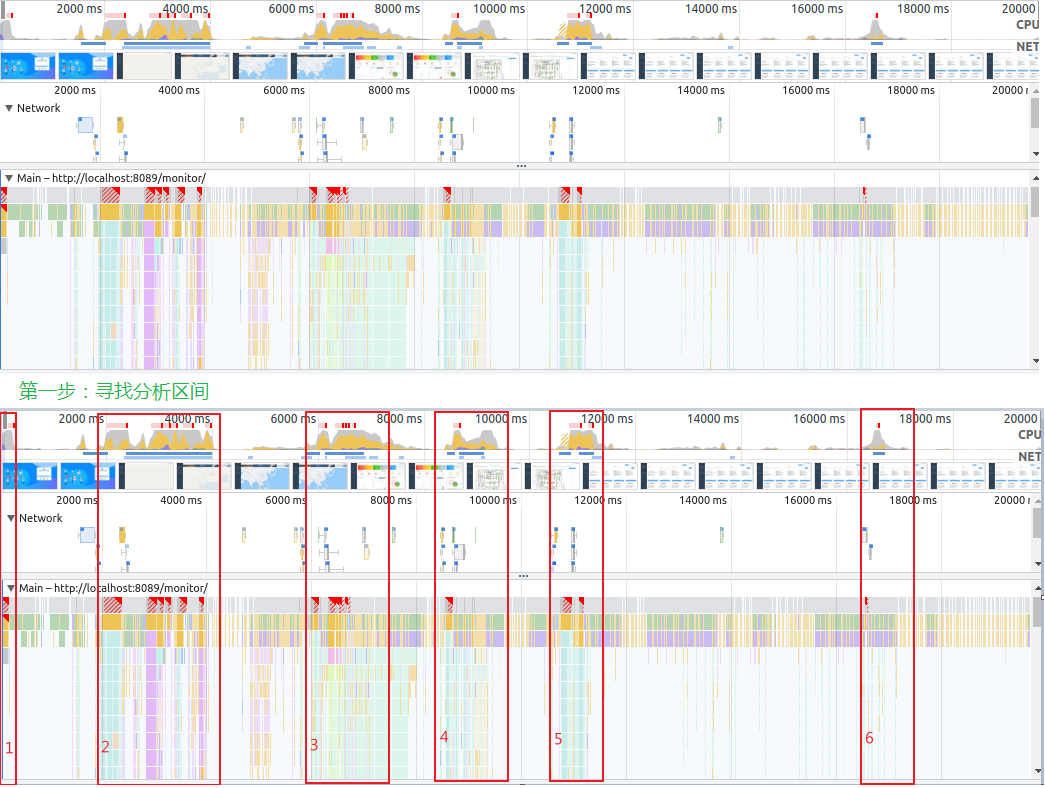 2000 ms 4000 ms 6000 ms 8000 ms 10000 ms 12000 ms 14000 ms 16000 ms 18000 ms 20000
CPU
NET
2000 ms 4000 ms 6000 ms 8000 ms 10000 ms 12000 ms 14000 ms 16000 ms 18000 ms 20000 r
Network
Main – http://localhost:8089/monitor/
第一步：寻找分析区间
2000 ms 4000 ms 6000 ms 8000 ms 10000 ms 12000 ms 14000 ms 16000 ms 18000 ms 20000
CPU
NET
2000 ms 4000 ms 6000 ms 8000 ms 10000 ms 12000 ms 14000 ms 16000 ms 18000 ms 20000
Network
Main – http://localhost:8089/monitor/
1 2 3 4 5 6